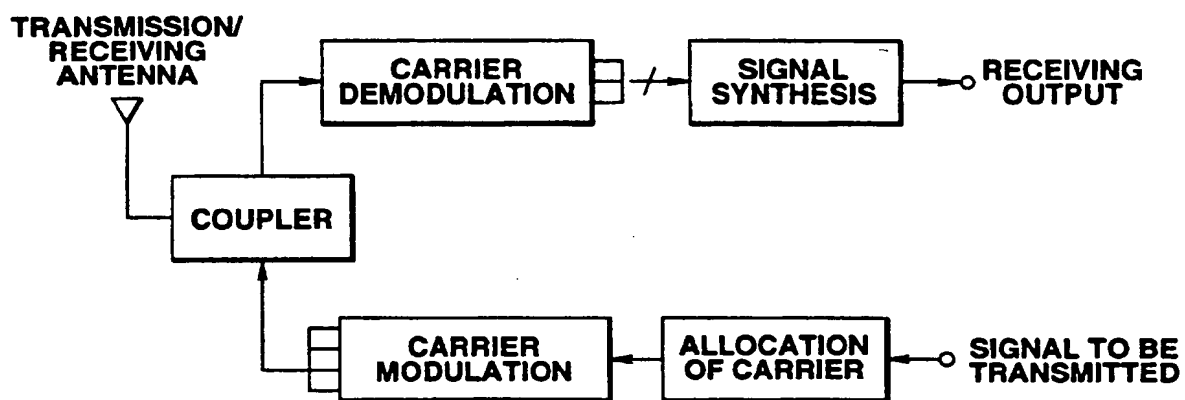 TRANSMISSION/
RECEIVING
ANTENNA
CARRIER
DEMODULATION
SIGNAL
SYNTHESIS
RECEIVING
OUTPUT
COUPLER
CARRIER
MODULATION
ALLOCATION
OF CARRIER
SIGNAL TO BE
TRANSMITTED